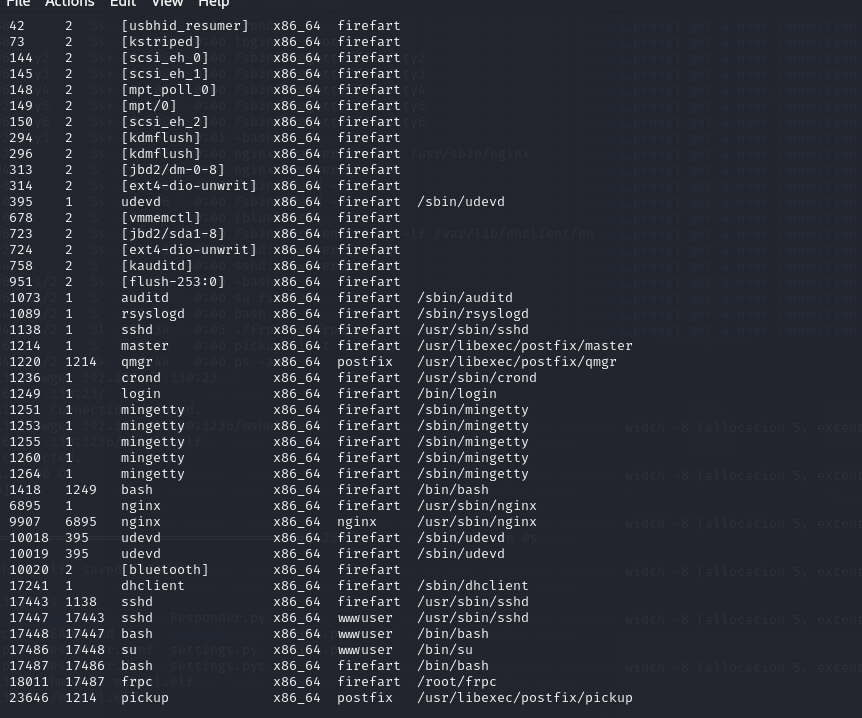 File Actions Edit View Help
42 2 [usbhid_resumer] x86_64 firefart
73 2 [kstriped] x86_64 firefart
144 2 [scsi_eh_0] x86_64 firefart
145 2 [scsi_eh_1] x86_64 firefart
148 2 [mpt_poll_0] x86_64 firefart
149 2 [mpt/0] x86_64 firefart
150 2 [scsi_eh_2] x86_64 firefart
294 2 [kdmflush] x86_64 firefart
296 2 [kdmflush] x86_64 firefart
313 2 [jbd2/dm-0-8] x86_64 firefart
314 2 [ext4-dio-unwrit] x86_64 firefart
395 1 udevd x86_64 firefart /sbin/udevd
678 2 [vmmemctl] x86_64 firefart
723 2 [jbd2/sda1-8] x86_64 firefart
724 2 [ext4-dio-unwrit] x86_64 firefart
758 2 [kauditd] x86_64 firefart
951 2 [flush-253:0] x86_64 firefart
1073 1 auditd x86_64 firefart /sbin/auditd
1089 1 rsyslogd x86_64 firefart /sbin/rsyslogd
1138 1 sshd x86_64 firefart /usr/sbin/sshd
1214 1 master x86_64 firefart /usr/libexec/postfix/master
1220 1214 qmgr x86_64 postfix /usr/libexec/postfix/qmgr
1236 1 crond x86_64 firefart /usr/sbin/crond
1249 1 login x86_64 firefart /bin/login
1251 1 mingetty x86_64 firefart /sbin/mingetty
1253 1 mingetty x86_64 firefart /sbin/mingetty
1255 1 mingetty x86_64 firefart /sbin/mingetty
1260 1 mingetty x86_64 firefart /sbin/mingetty
1264 1 mingetty x86_64 firefart /sbin/mingetty
1418 1249 bash x86_64 firefart /bin/bash
6895 1 nginx x86_64 firefart /usr/sbin/nginx
9907 6895 nginx x86_64 nginx /usr/sbin/nginx
10018 395 udevd x86_64 firefart /sbin/udevd
10019 395 udevd x86_64 firefart /sbin/udevd
10020 2 [bluetooth] x86_64 firefart
17241 1 dhclient x86_64 firefart /sbin/dhclient
17443 1138 sshd x86_64 firefart /usr/sbin/sshd
17447 17443 sshd x86_64 wwwuser /usr/sbin/sshd
17448 17447 bash x86_64 wwwuser /bin/bash
17486 17448 su x86_64 wwwuser /bin/su
17487 17486 bash x86_64 firefart /bin/bash
18011 17487 frpc x86_64 firefart /root/frpc
23646 1214 pickup x86_64 postfix /usr/libexec/postfix/pickup